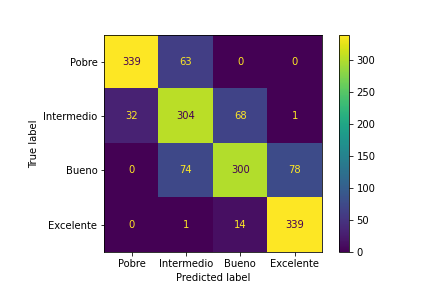 Pobre 339 63 0 0
Intermedio 32 304 68 1
Bueno 0 74 300 78
Excelente 0 1 14 339
Pobre Intermedio Bueno Excelente
Predicted label
True label
300
250
200
150
100
50
0